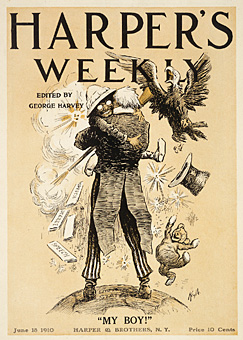 HARPER'S
WEEKLY
EDITED BY
GEORGE HARVEY
"MY BOY!"
June 18 1910
HARPER & BROTHERS, N.Y.
Price 10 Cents